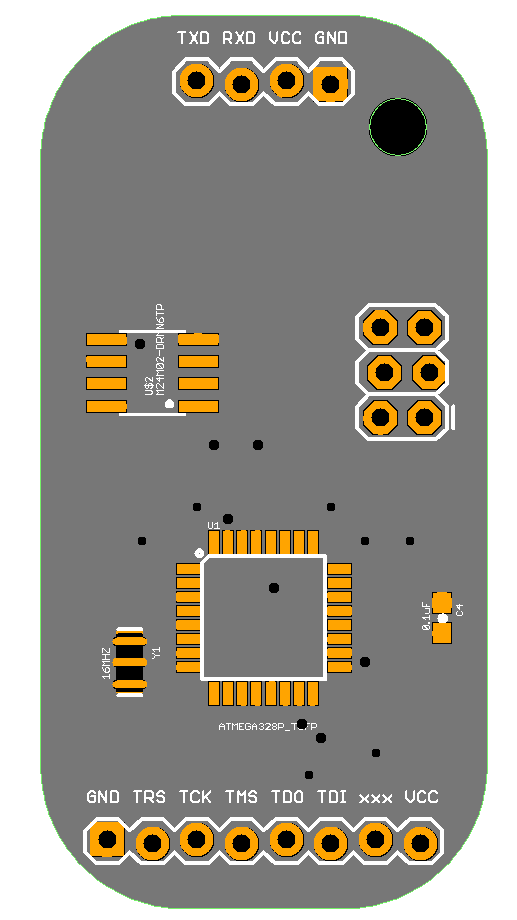 TXD RXD VCC GND
U$2
M24M02-DRMN6TP
U1
0.1uF
C4
16MHZ
Y1
ATMEGA328P_TQFP
GND TRS TCK TMS TDO TDI xxx VCC